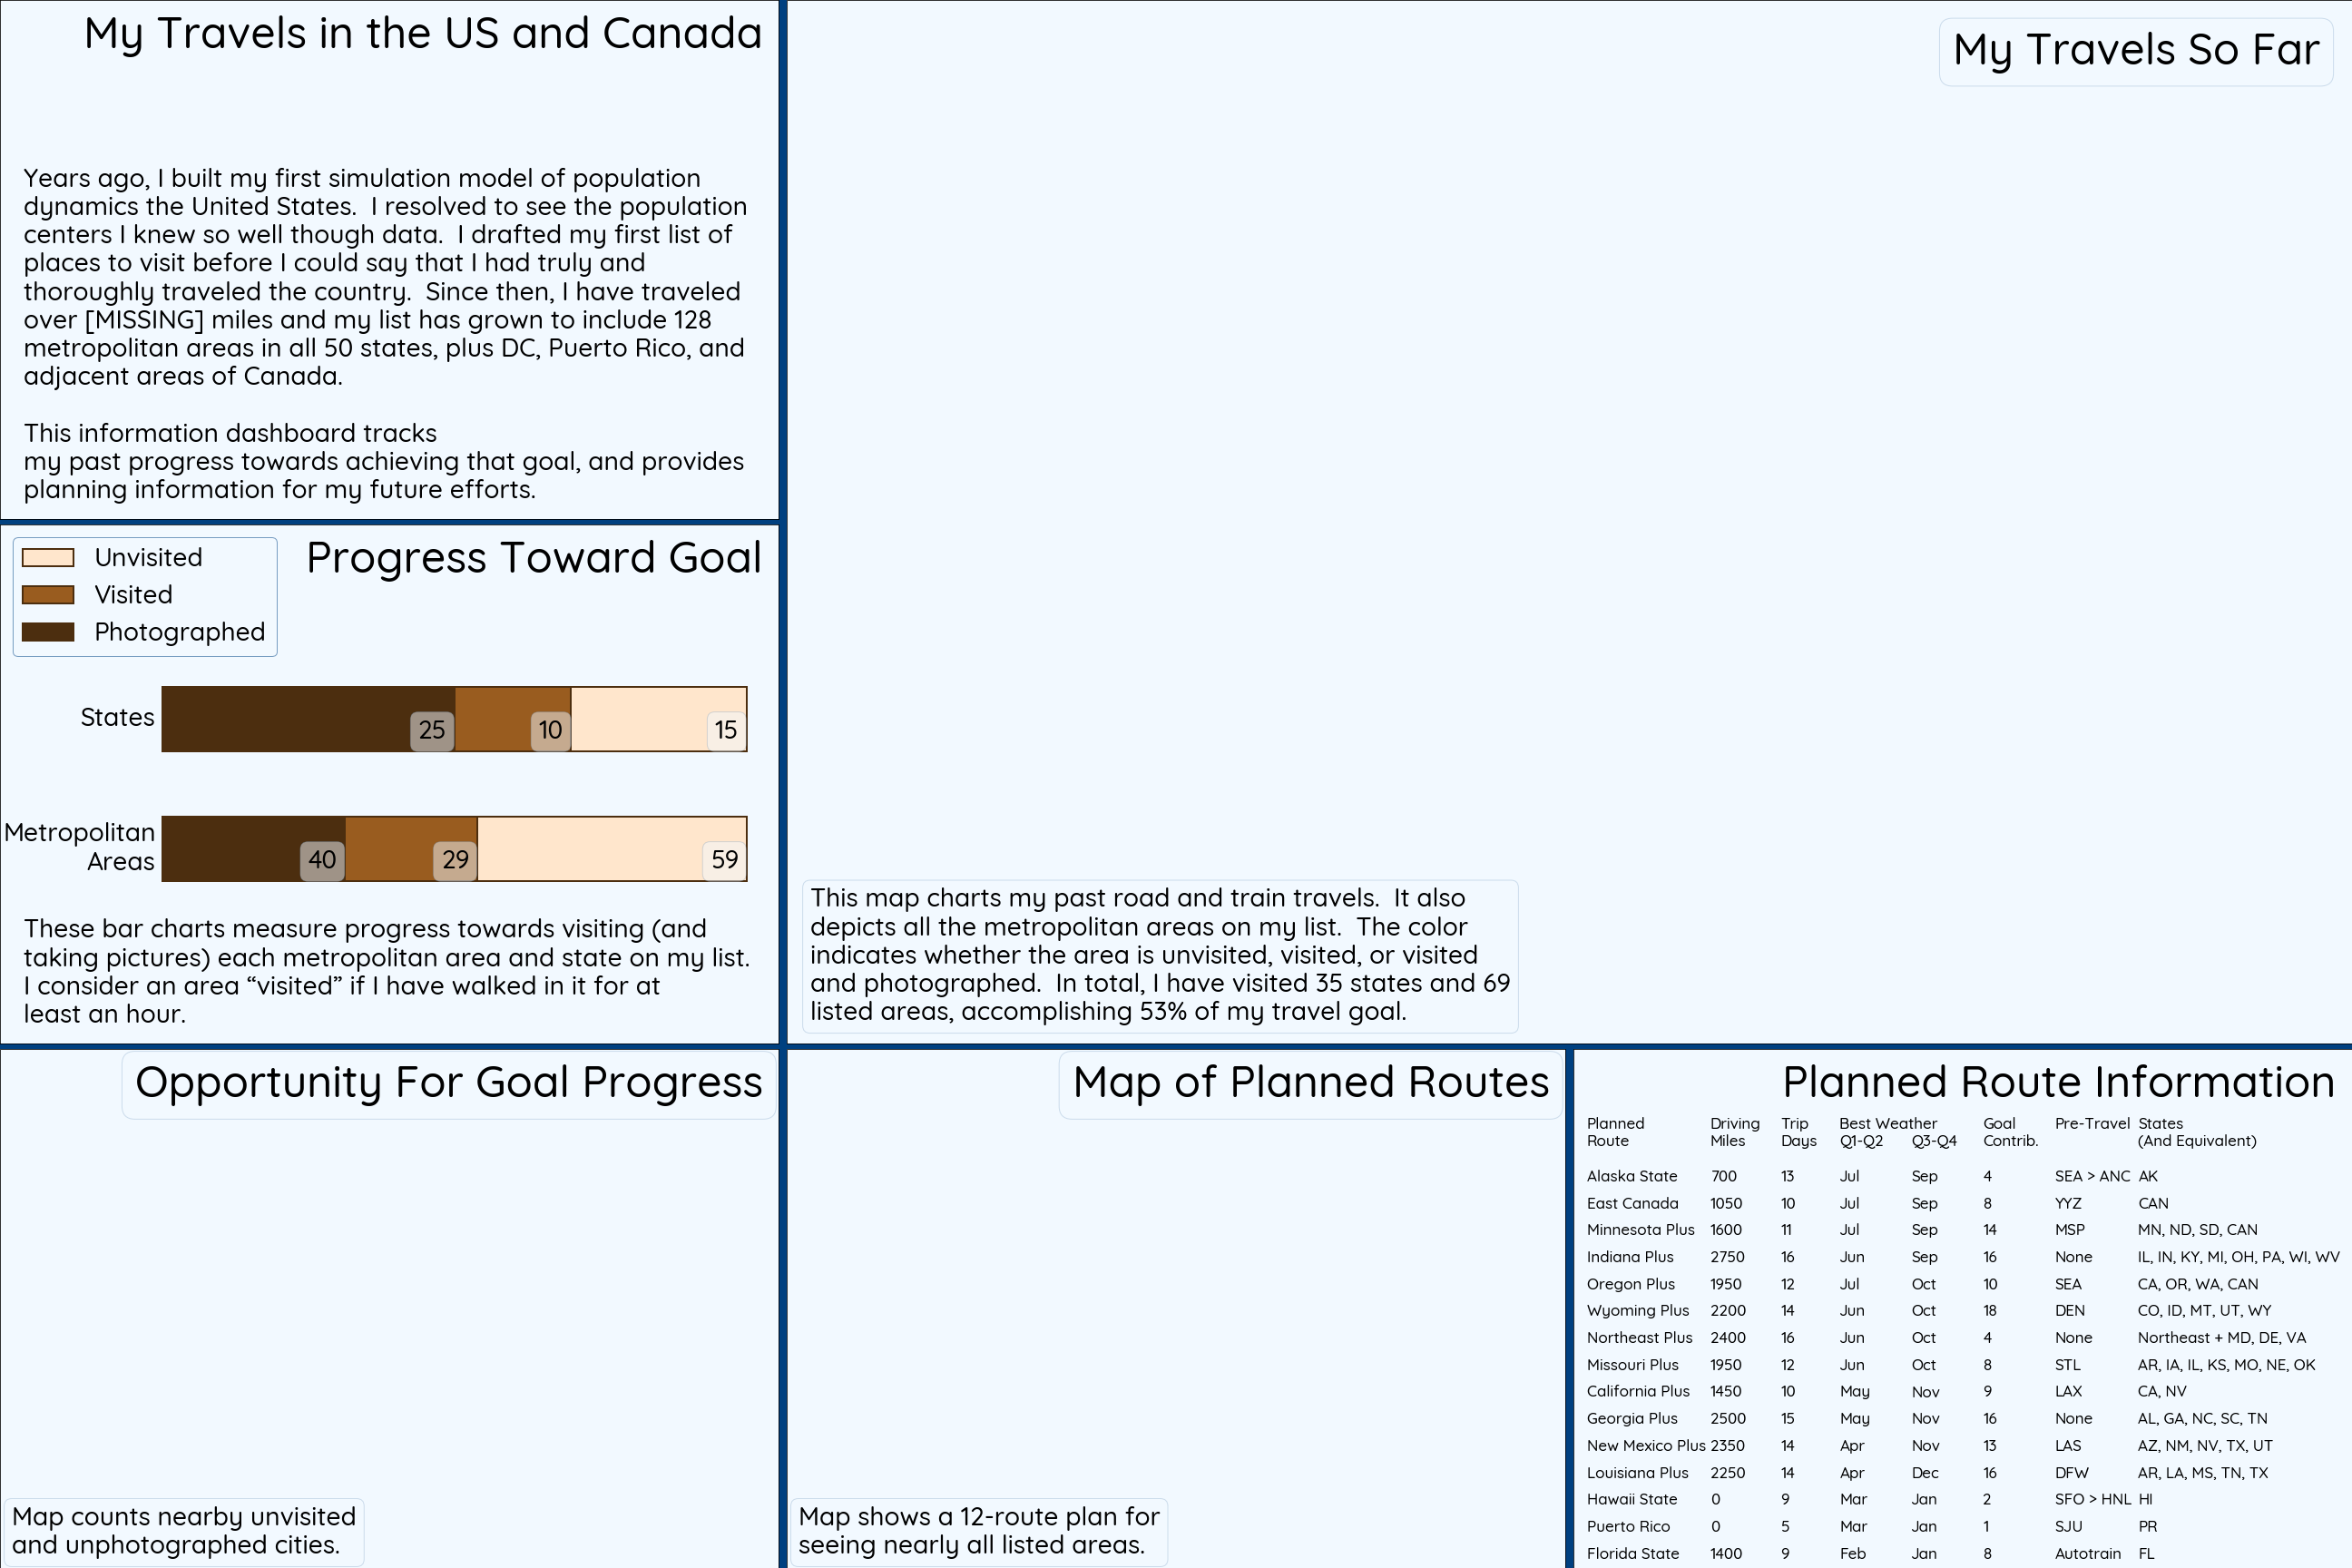 My Travels in the US and Canada
Years ago, I built my first simulation model of population
dynamics the United States.  I resolved to see the population
centers I knew so well though data.  I drafted my first list of
places to visit before I could say that I had truly and
thoroughly traveled the country.  Since then, I have traveled
over [MISSING] miles and my list has grown to include 128
metropolitan areas in all 50 states, plus DC, Puerto Rico, and
adjacent areas of Canada.
This information dashboard tracks
my past progress towards achieving that goal, and provides
planning information for my future efforts.
My Travels So Far
This map charts my past road and train travels.  It also
depicts all the metropolitan areas on my list.  The color
indicates whether the area is unvisited, visited, or visited
and photographed.  In total, I have visited 35 states and 69
listed areas, accomplishing 53% of my travel goal.
Progress Toward Goal
Unvisited
Visited
Photographed
States 25 10 15
Metropolitan
Areas 40 29 59
These bar charts measure progress towards visiting (and
taking pictures) each metropolitan area and state on my list.
I consider an area “visited” if I have walked in it for at
least an hour.
Opportunity For Goal Progress
Map counts nearby unvisited
and unphotographed cities.
Map of Planned Routes
Map shows a 12-route plan for
seeing nearly all listed areas.
Planned Route Information
Planned Driving Trip Best Weather Goal Pre-Travel States
Route Miles Days Q1-Q2 Q3-Q4 Contrib. (And Equivalent)
Alaska State 700 13 Jul Sep 4 SEA > ANC AK
East Canada 1050 10 Jul Sep 8 YYZ CAN
Minnesota Plus 1600 11 Jul Sep 14 MSP MN, ND, SD, CAN
Indiana Plus 2750 16 Jun Sep 16 None IL, IN, KY, MI, OH, PA, WI, WV
Oregon Plus 1950 12 Jul Oct 10 SEA CA, OR, WA, CAN
Wyoming Plus 2200 14 Jun Oct 18 DEN CO, ID, MT, UT, WY
Northeast Plus 2400 16 Jun Oct 4 None Northeast + MD, DE, VA
Missouri Plus 1950 12 Jun Oct 8 STL AR, IA, IL, KS, MO, NE, OK
California Plus 1450 10 May Nov 9 LAX CA, NV
Georgia Plus 2500 15 May Nov 16 None AL, GA, NC, SC, TN
New Mexico Plus 2350 14 Apr Nov 13 LAS AZ, NM, NV, TX, UT
Louisiana Plus 2250 14 Apr Dec 16 DFW AR, LA, MS, TN, TX
Hawaii State 0 9 Mar Jan 2 SFO > HNL HI
Puerto Rico 0 5 Mar Jan 1 SJU PR
Florida State 1400 9 Feb Jan 8 Autotrain FL